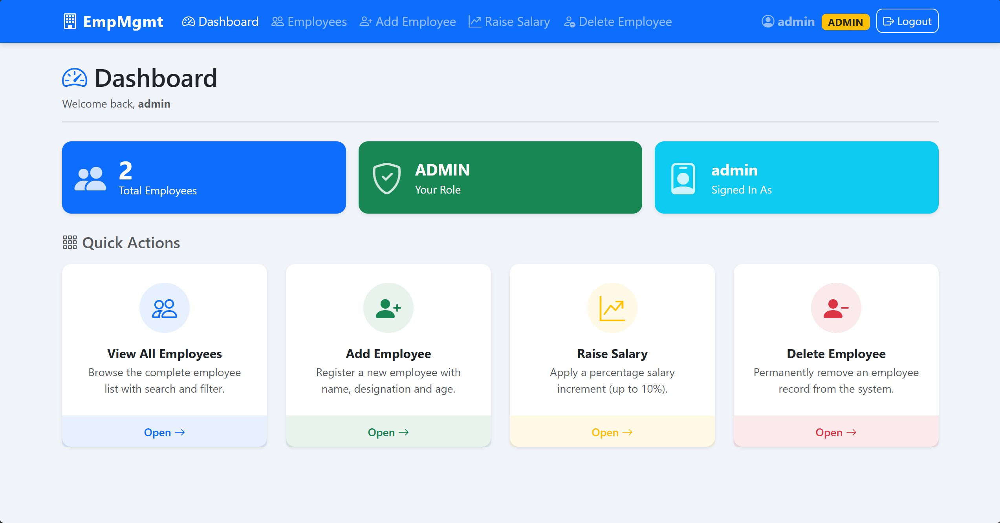 EmpMgmt Dashboard Employees Add Employee Raise Salary Delete Employee admin ADMIN Logout
Dashboard
Welcome back, admin
2
Total Employees
ADMIN
Your Role
admin
Signed In As
Quick Actions
View All Employees
Browse the complete employee
list with search and filter.
Open →
Add Employee
Register a new employee with
name, designation and age.
Open →
Raise Salary
Apply a percentage salary
increment (up to 10%).
Open →
Delete Employee
Permanently remove an employee
record from the system.
Open →